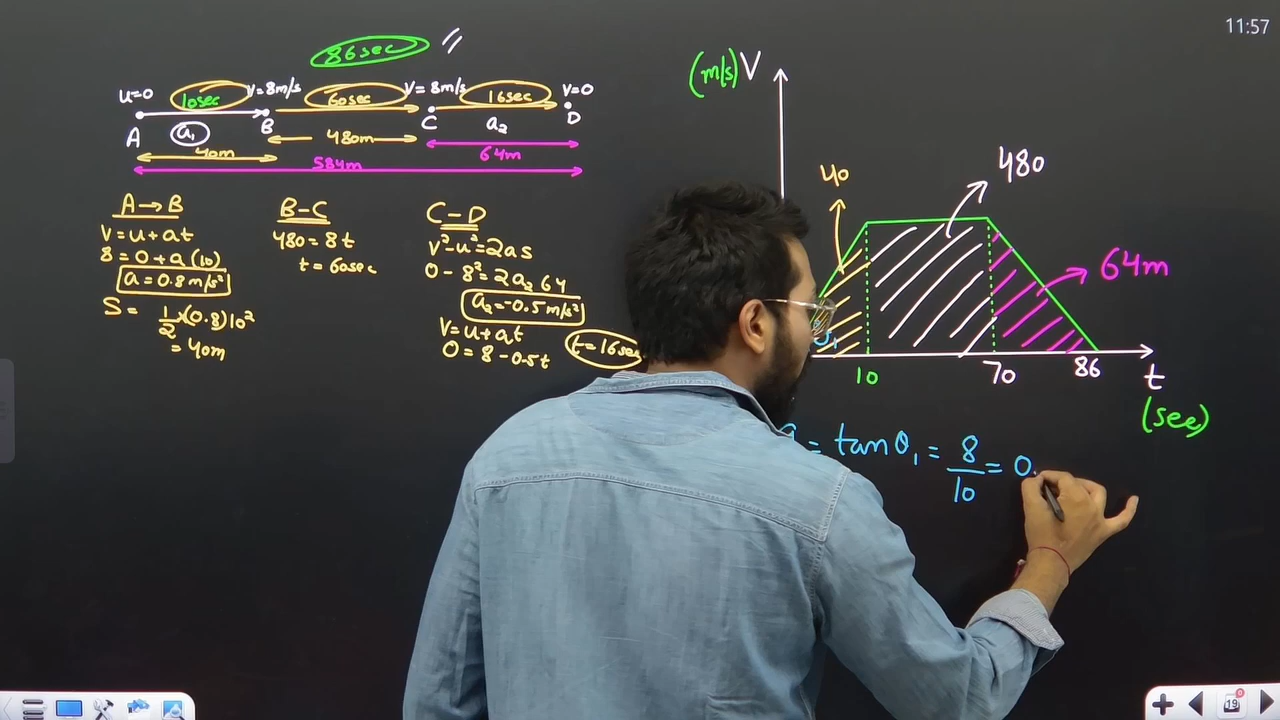 11:57
86sec
u=0 10sec V=8m/s 60sec V=8m/s 16sec V=0
A a₁ B C a₂ D
40m 480m 64m
584m
A→B
V=u+at
8=0+a(10)
a=0.8m/s²
S= 1/2×(0.8)10²
=40m
B-C
480=8t
t=60sec
C-D
V²-u²=2as
0-8²=2a₂64
a₂=-0.5m/s²
V=u+at
0=8-0.5t
t=16sec
(m/s) V
40
480
64m
10 70 86 t
(sec)
= tanθ₁ = 8/10 = 0.
19